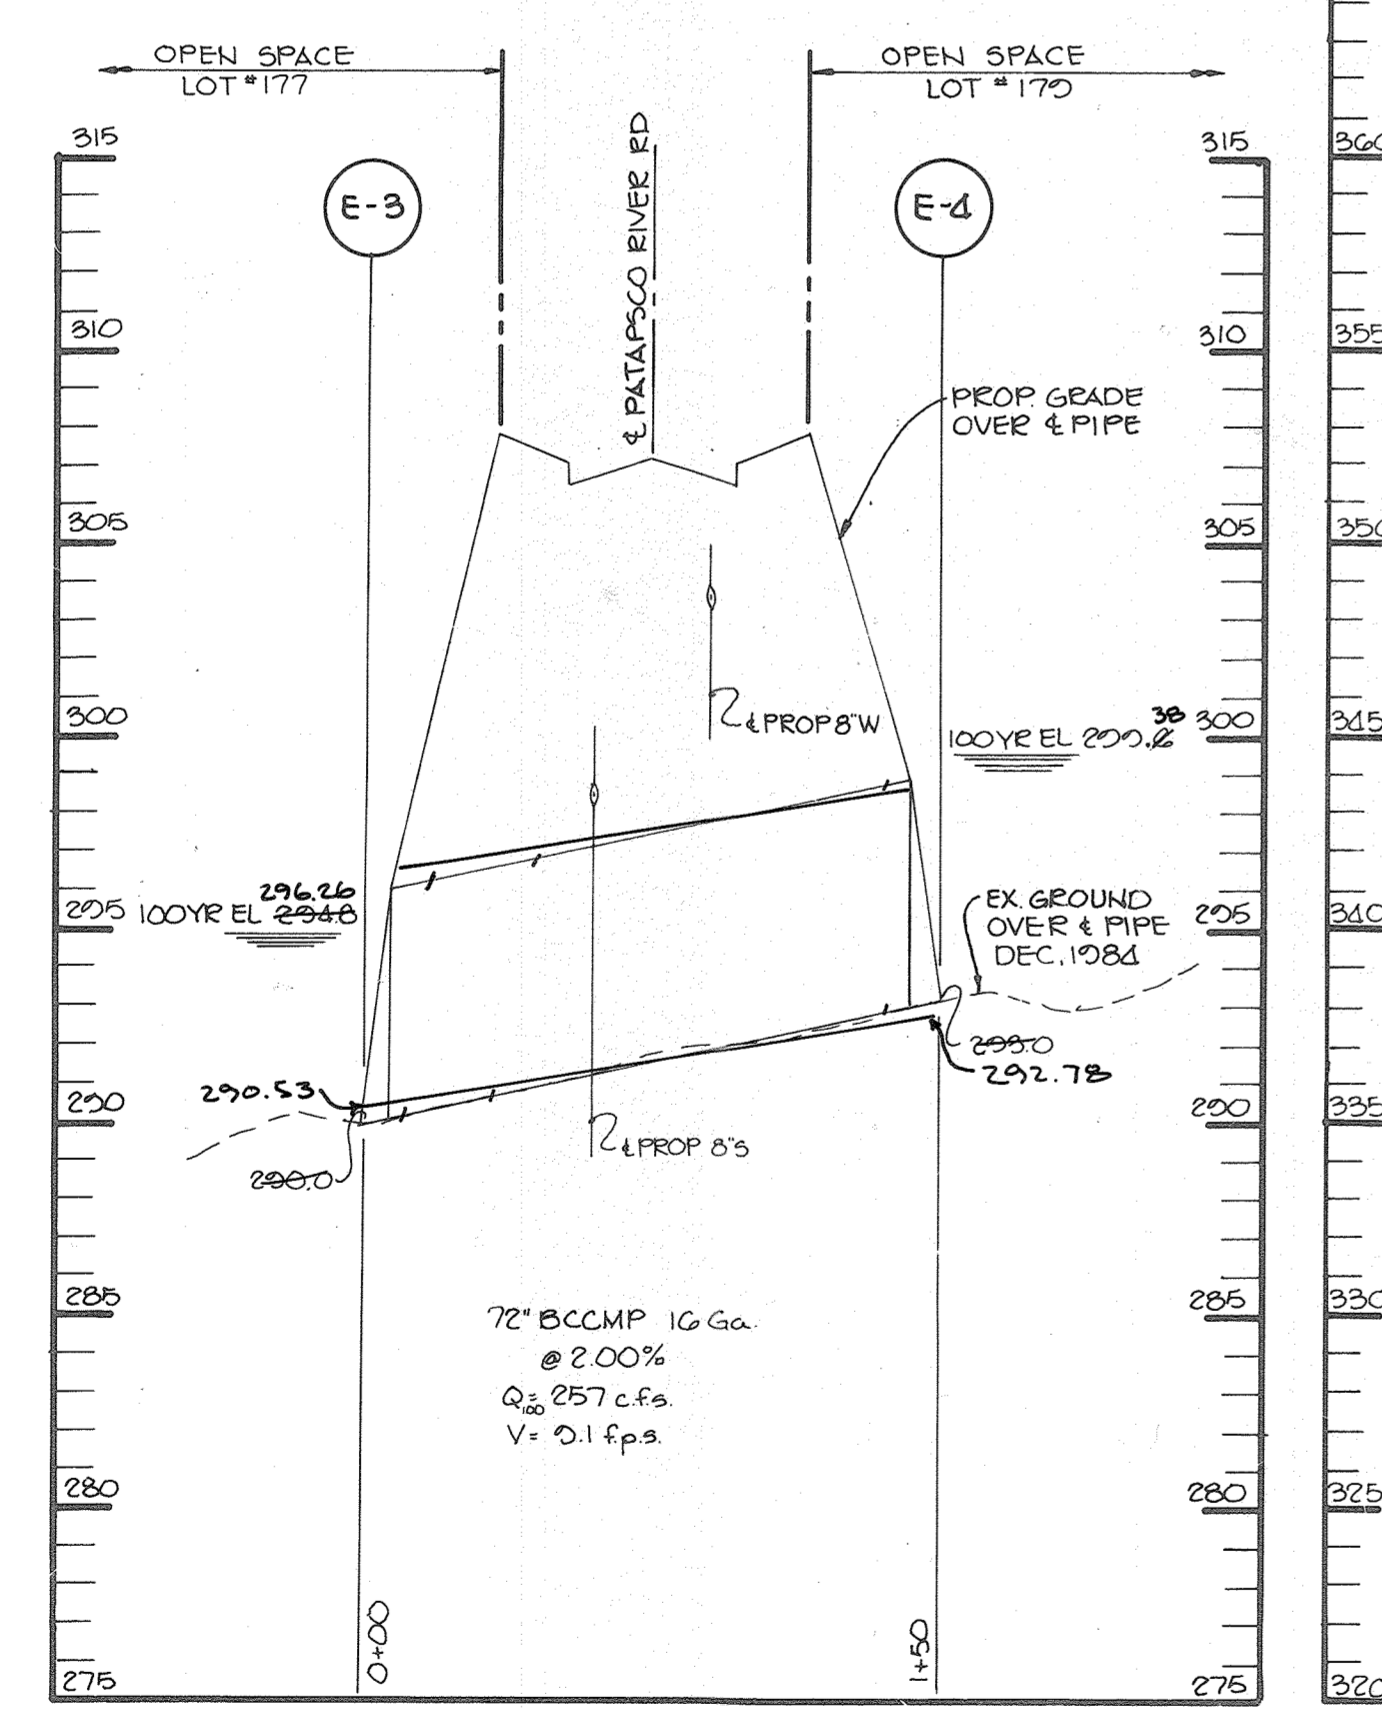 OPEN SPACE
LOT #177
OPEN SPACE
LOT #179
315
310
305
300
295
290
285
280
275
E-3
℄ PATAPSCO RIVER RD
E-4
315
310
305
300
295
290
285
280
275
360
355
350
345
340
335
330
325
320
PROP. GRADE
OVER ℄ PIPE
℄ PROP 8"W
38
100YR EL 299.6
296.26
100YR EL 294.8
EX. GROUND
OVER ℄ PIPE
DEC. 1984
293.0
292.78
290.53
290.0
℄ PROP 8"S
72" BCCMP 16 Ga.
@ 2.00%
Q100= 257 c.f.s.
V= 9.1 f.p.s.
0+00
1+50